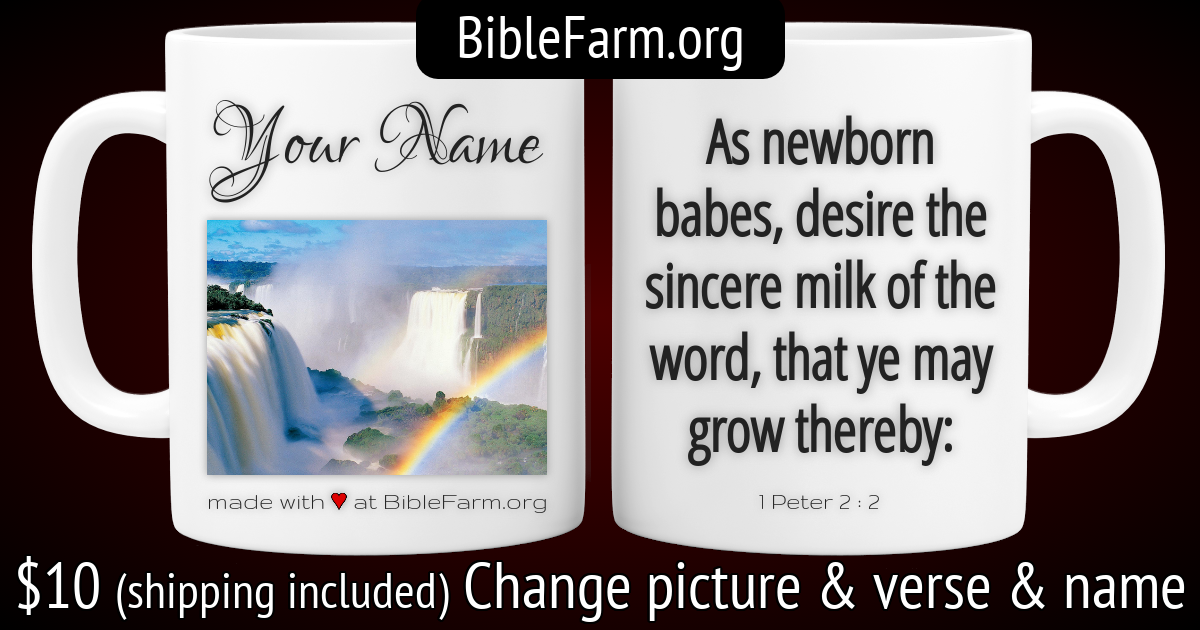 BibleFarm.org
Your Name
made with ♥ at BibleFarm.org
As newborn
babes, desire the
sincere milk of the
word, that ye may
grow thereby:
1 Peter 2 : 2
$10 (shipping included) Change picture & verse & name